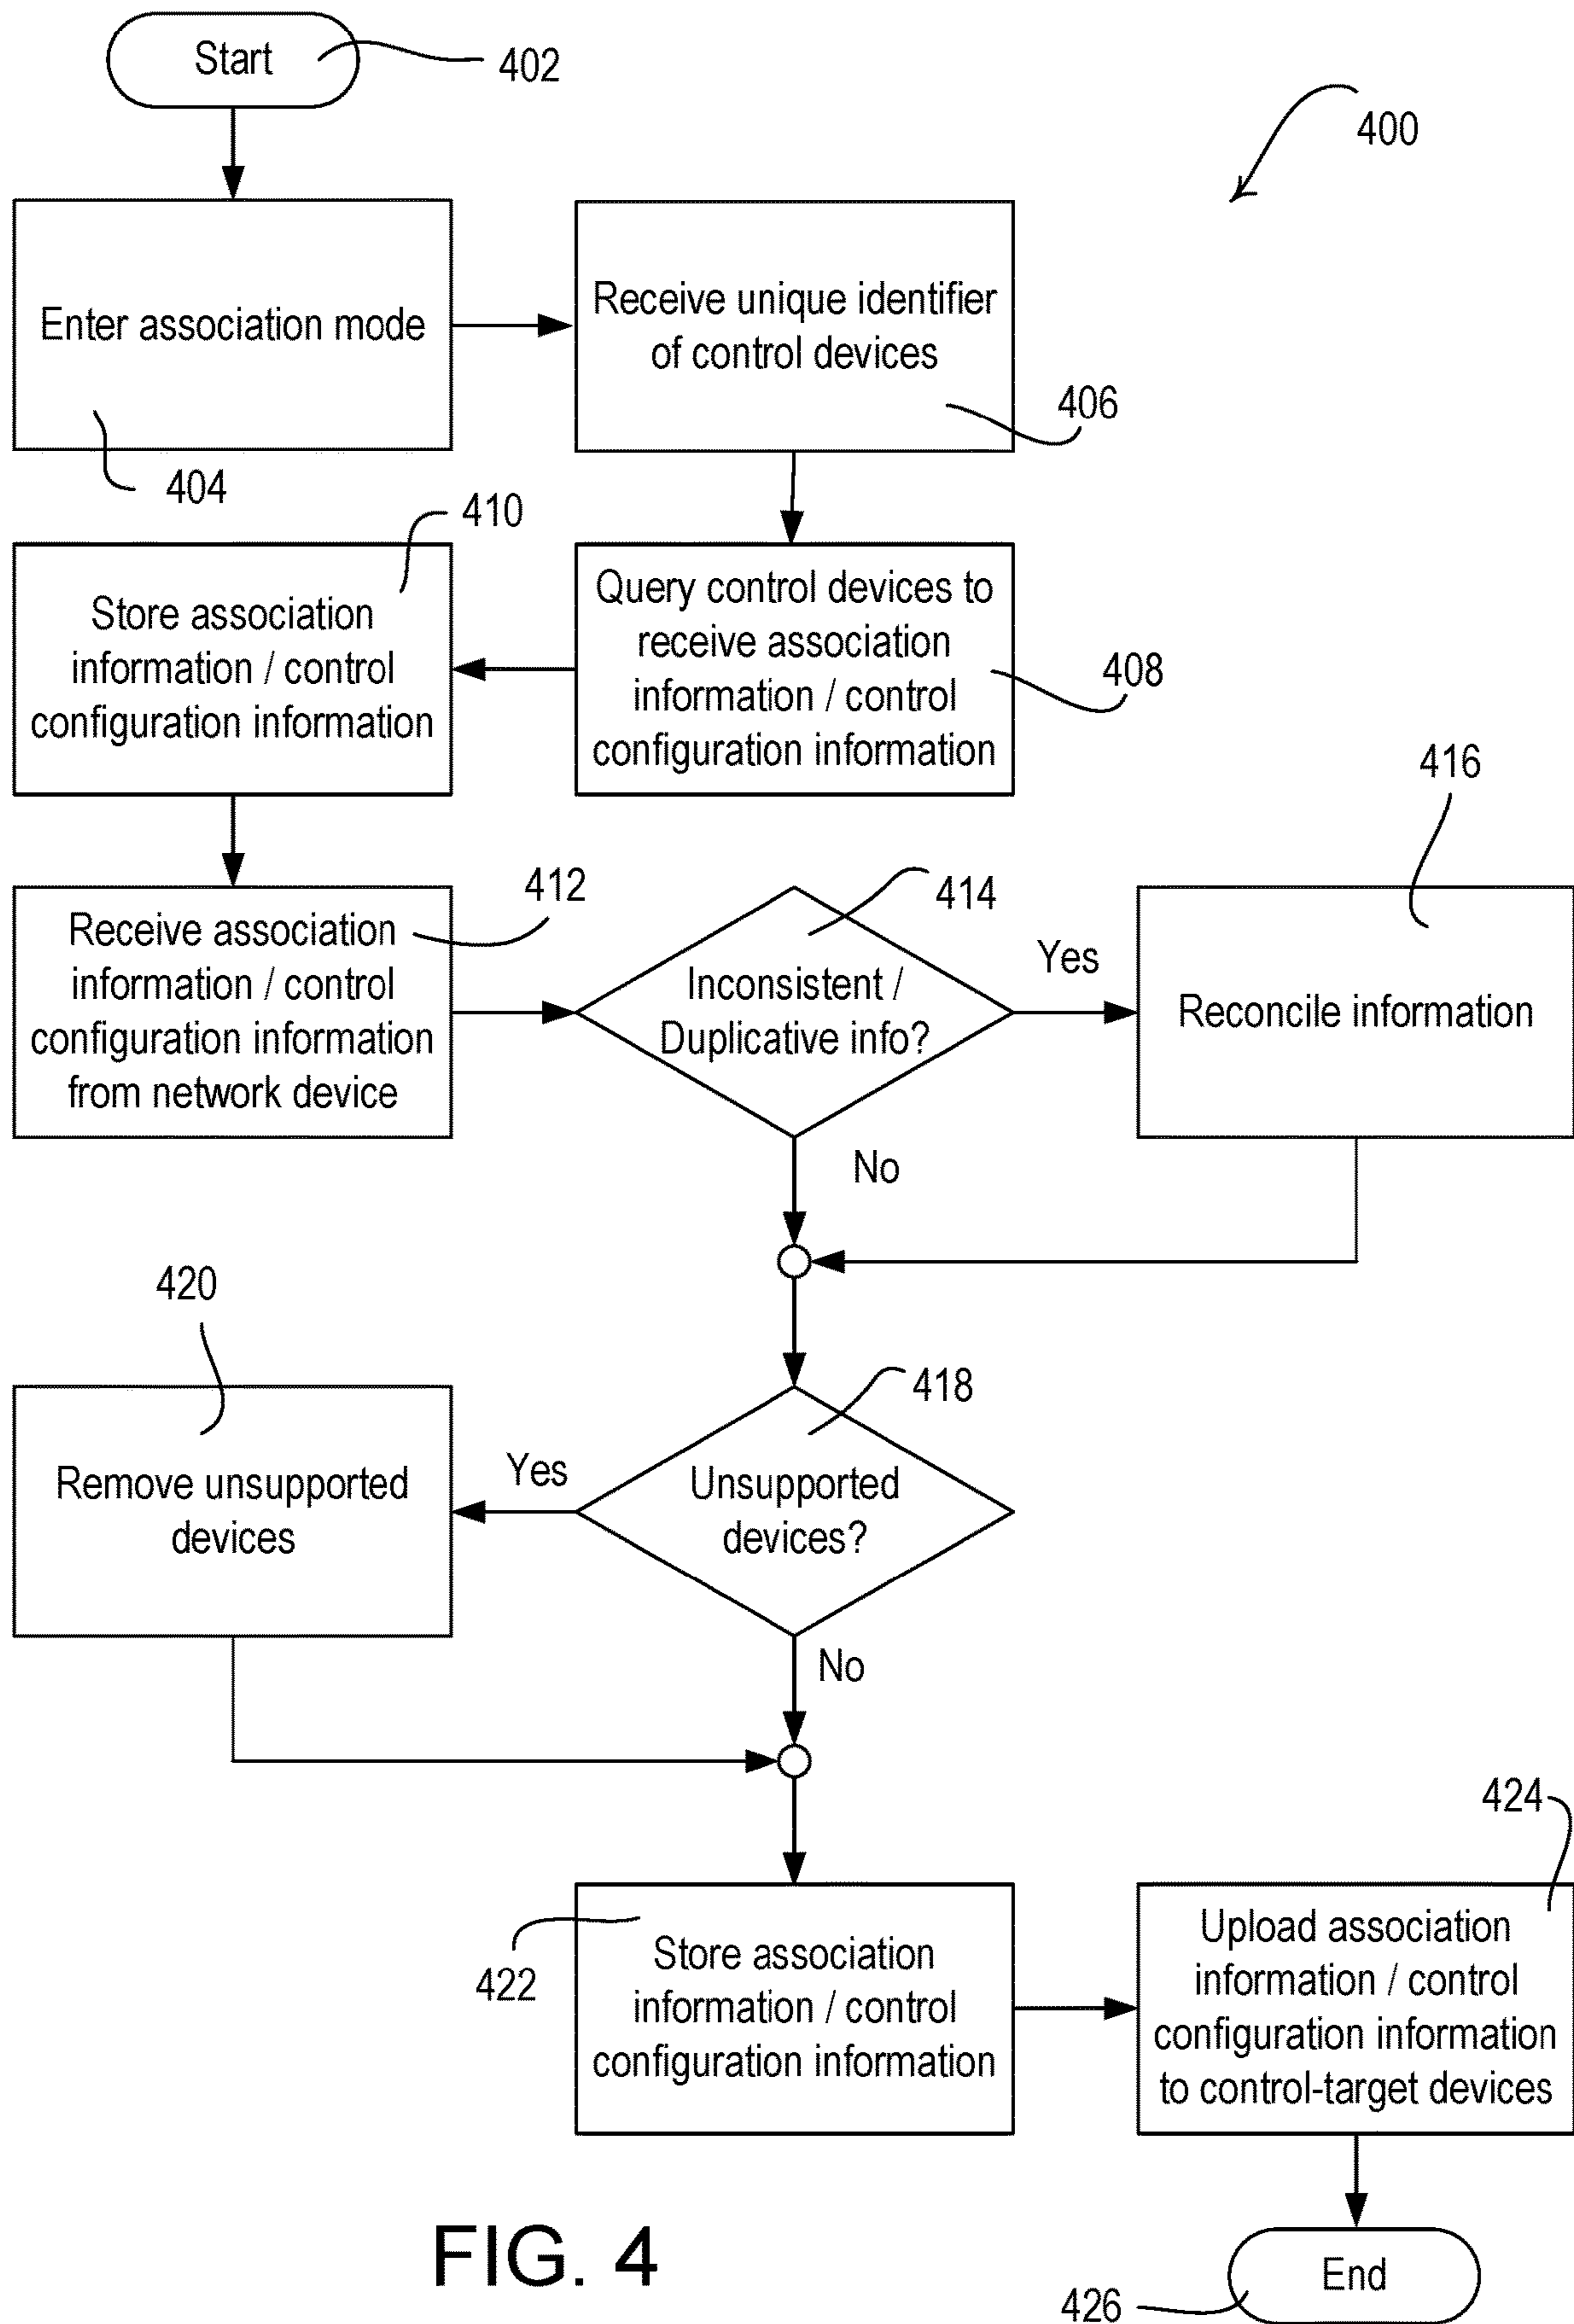 Start
402
400
Enter association mode
404
Receive unique identifier
of control devices
406
Query control devices to
receive association
information / control
configuration information
408
410
Store association
information / control
configuration information
412
Receive association
information / control
configuration information
from network device
414
Inconsistent /
Duplicative info?
Yes
No
416
Reconcile information
418
Unsupported
devices?
Yes
No
420
Remove unsupported
devices
422
Store association
information / control
configuration information
424
Upload association
information / control
configuration information
to control-target devices
End
426
FIG. 4